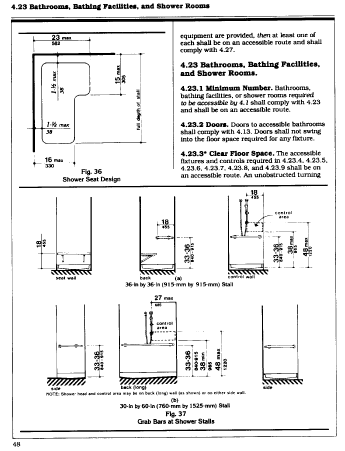 4.23 Bathrooms, Bathing Facilities, and Shower Rooms
23 max
583
1-½ max
38
15 max
305
full depth of stall
1-½ max
38
16 max
330
Fig. 36
Shower Seat Design
equipment are provided, then at least one of
each shall be on an accessible route and shall
comply with 4.27.
4.23 Bathrooms, Bathing Facilities,
and Shower Rooms.
4.23.1 Minimum Number. Bathrooms,
bathing facilities, or shower rooms required
to be accessible by 4.1 shall comply with 4.23
and shall be on an accessible route.
4.23.2 Doors. Doors to accessible bathrooms
shall comply with 4.13. Doors shall not swing
into the floor space required for any fixture.
4.23.3* Clear Floor Space. The accessible
fixtures and controls required in 4.23.4, 4.23.5,
4.23.6, 4.23.7, 4.23.8, and 4.23.9 shall be on
an accessible route. An unobstructed turning
18
455
seat wall
18
455
33-36
840-915
back
18
455
control
area
33-36
840-915
38 max
48 max
1220
control wall
(a)
36-in by 36-in (915-mm by 915-mm) Stall
33-36
840-915
side
27 max
685
control
area
33-36
840-915
38 min
965
48 max
1220
back (long)
side
NOTE: Shower head and control area may be on back (long) wall (as shown) or on either side wall.
(b)
30-in by 60-in (760-mm by 1525-mm) Stall
Fig. 37
Grab Bars at Shower Stalls
48